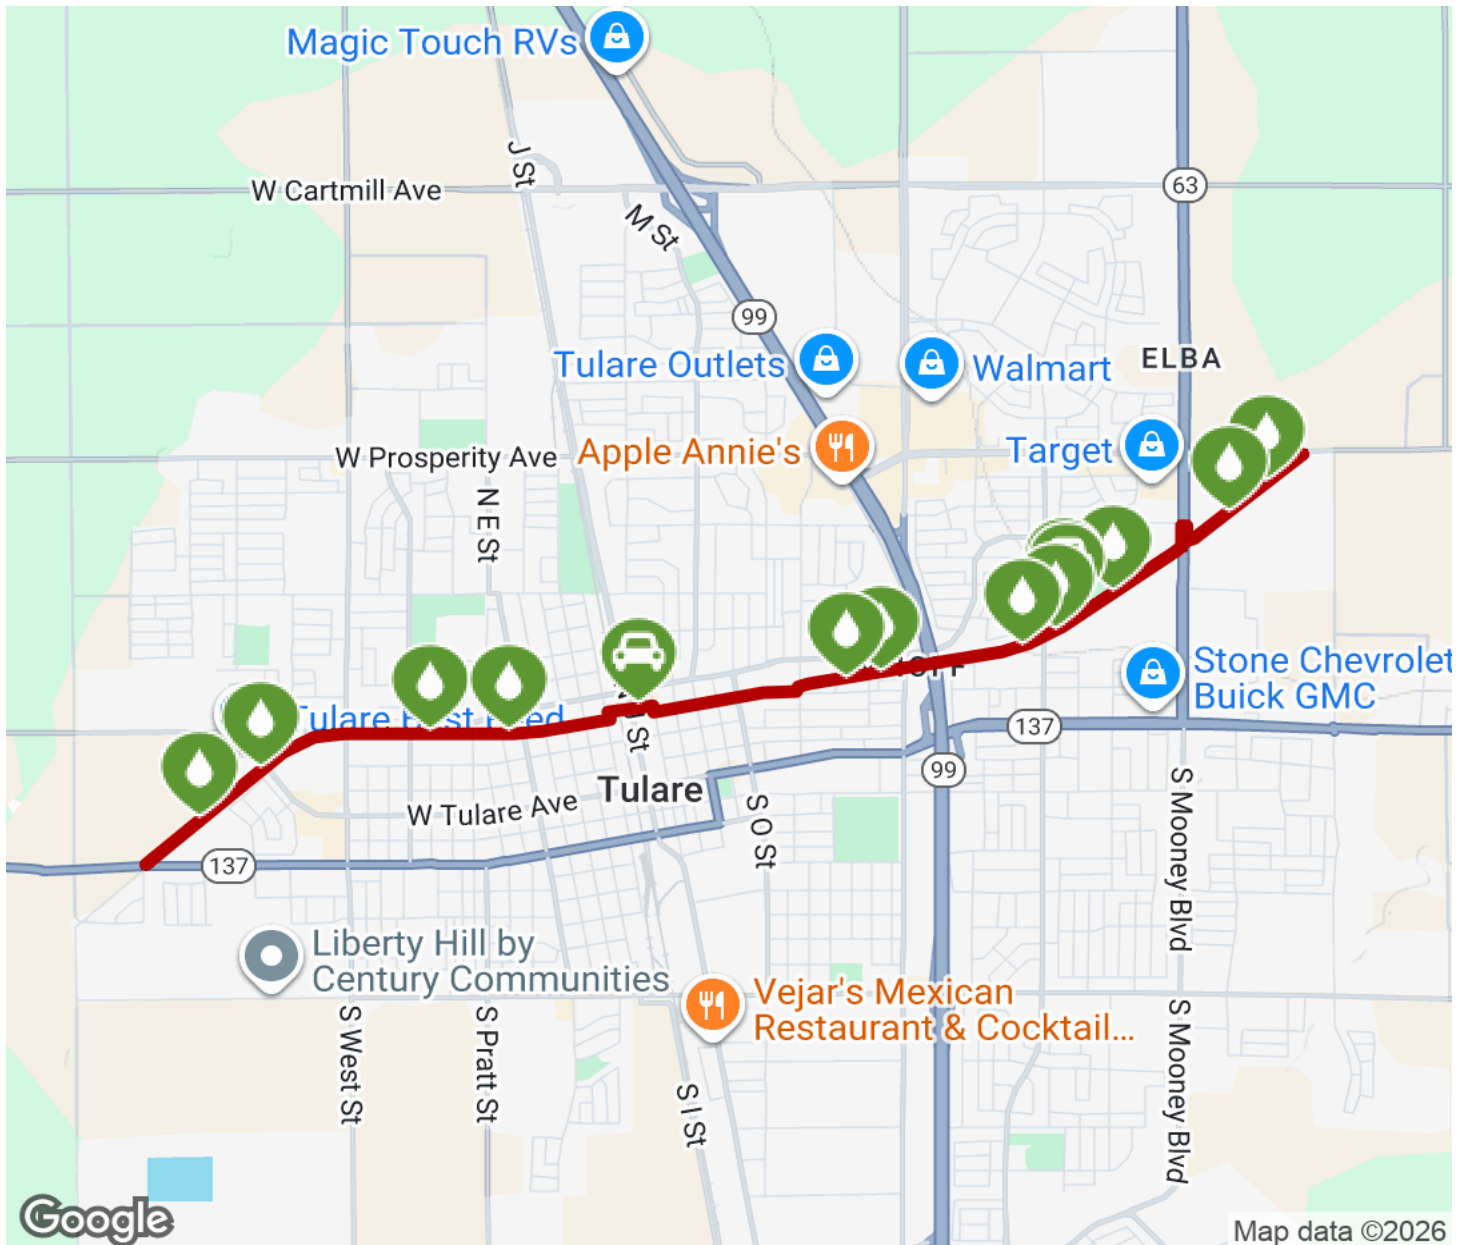 Magic Touch RVs
J St
W Cartmill Ave
63
M St
99
ELBA
Tulare Outlets
Walmart
Apple Annie's
Target
W Prosperity Ave
N E St
Stone Chevrolet
Buick GMC
Tulare
J St
137
99
Tulare
W Tulare Ave
S O St
S Mooney Blvd
137
Liberty Hill by
Century Communities
Vejar's Mexican
Restaurant & Cocktail...
S West St
S Pratt St
S I St
S Mooney Blvd
Google
Map data ©2026